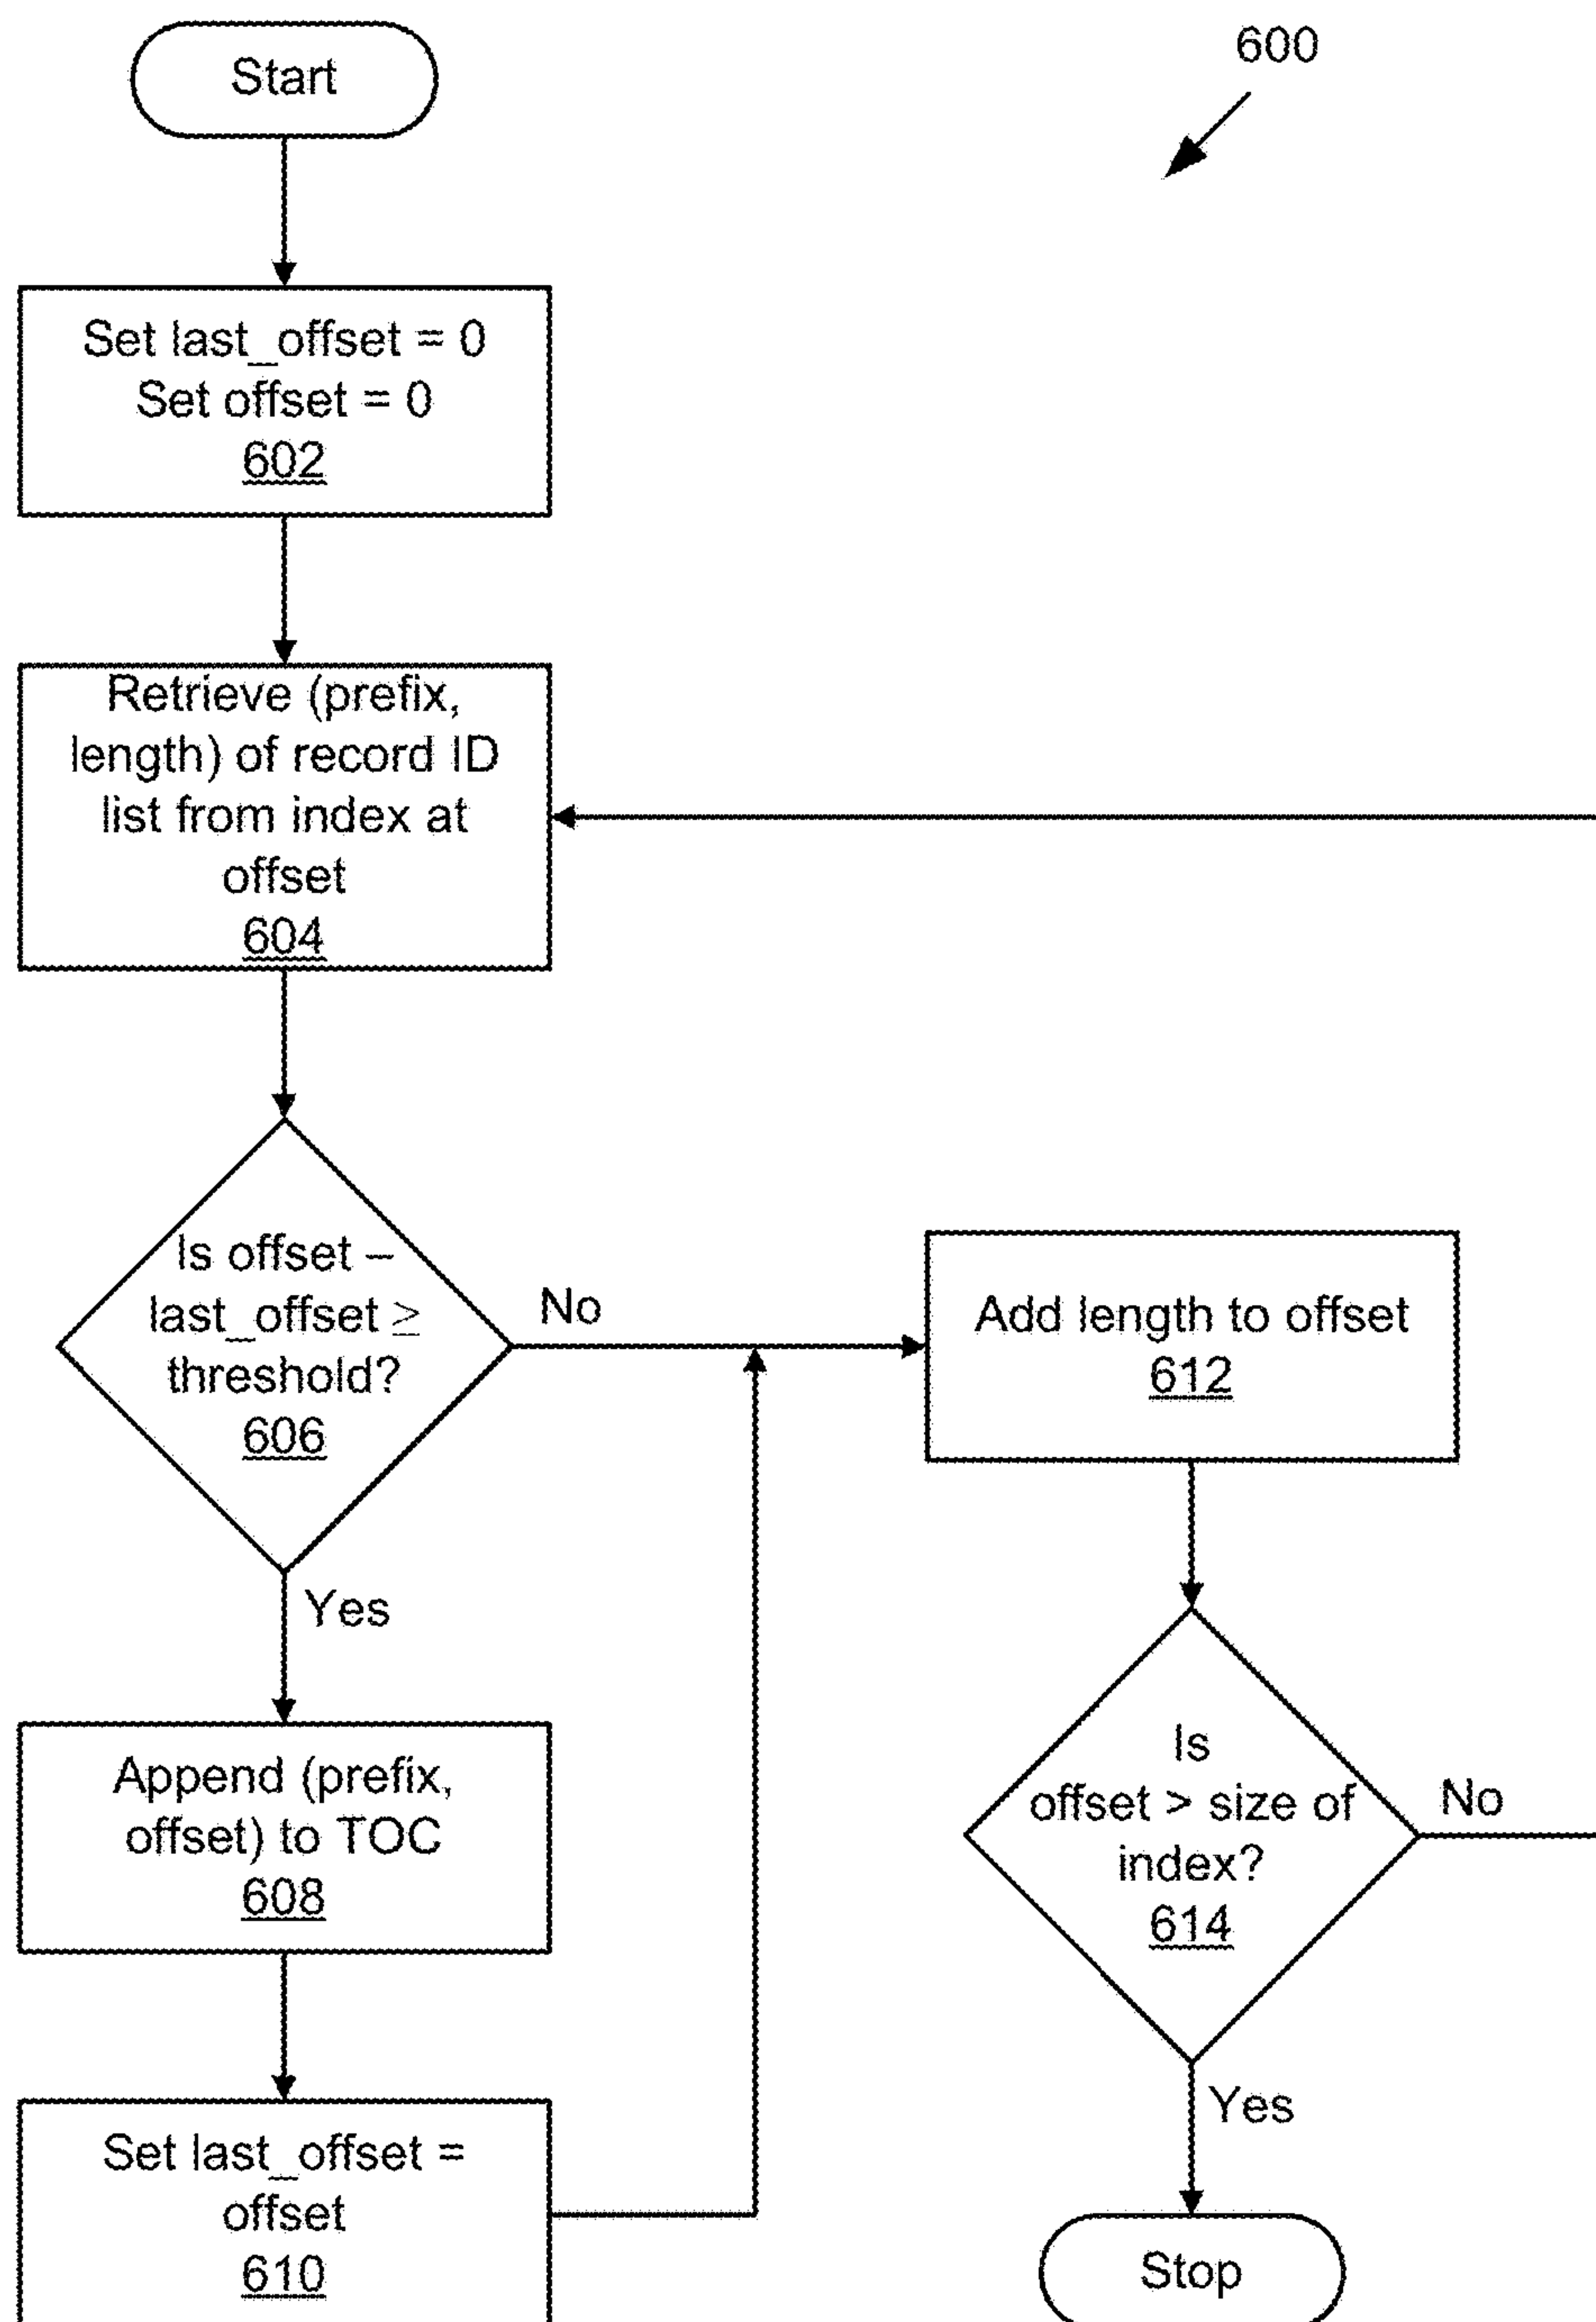 Start
600
Set last_offset = 0
Set offset = 0
602
Retrieve (prefix,
length) of record ID
list from index at
offset
604
Is offset –
last_offset ≥
threshold?
606
No
Yes
Append (prefix,
offset) to TOC
608
Set last_offset =
offset
610
Add length to offset
612
Is
offset > size of
index?
614
No
Yes
Stop